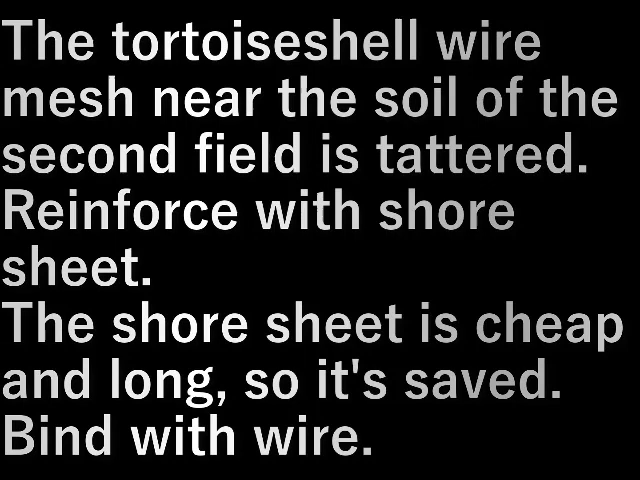 The tortoiseshell wire
mesh near the soil of the
second field is tattered.
Reinforce with shore
sheet.
The shore sheet is cheap
and long, so it's saved.
Bind with wire.